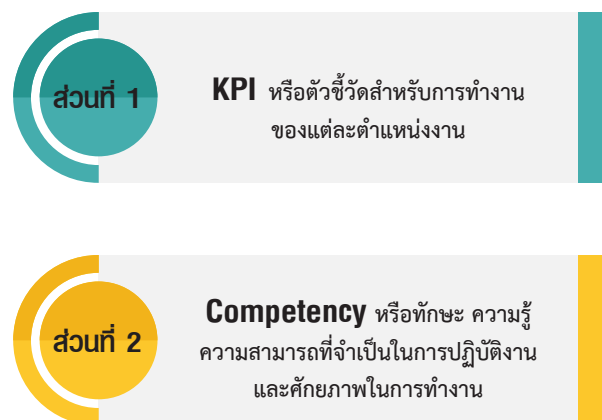 ส่วนที่ 1
KPI หรือตัวชี้วัดสำหรับการทำงาน
ของแต่ละตำแหน่งงาน
ส่วนที่ 2
Competency หรือทักษะ ความรู้
ความสามารถที่จำเป็นในการปฏิบัติงาน
และศักยภาพในการทำงาน